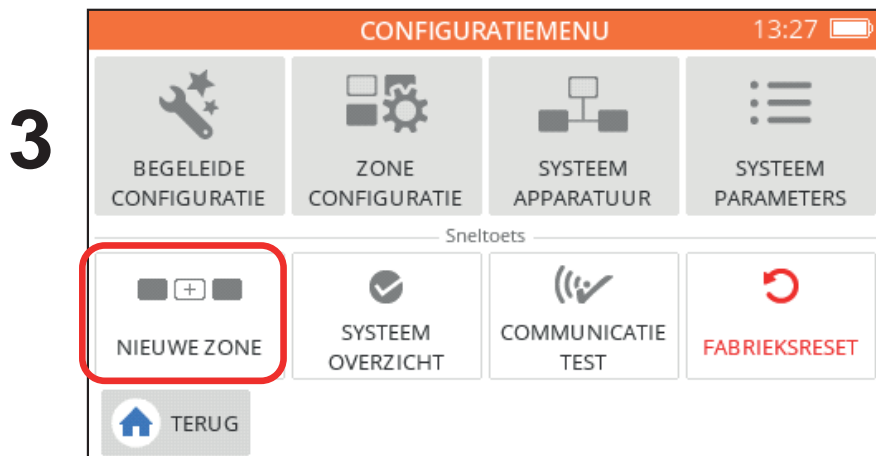 3
CONFIGURATIEMENU 13:27
BEGELEIDE CONFIGURATIE
ZONE CONFIGURATIE
SYSTEEM APPARATUUR
SYSTEEM PARAMETERS
Sneltoets
NIEUWE ZONE
SYSTEEM OVERZICHT
COMMUNICATIE TEST
FABRIEKSRESET
TERUG